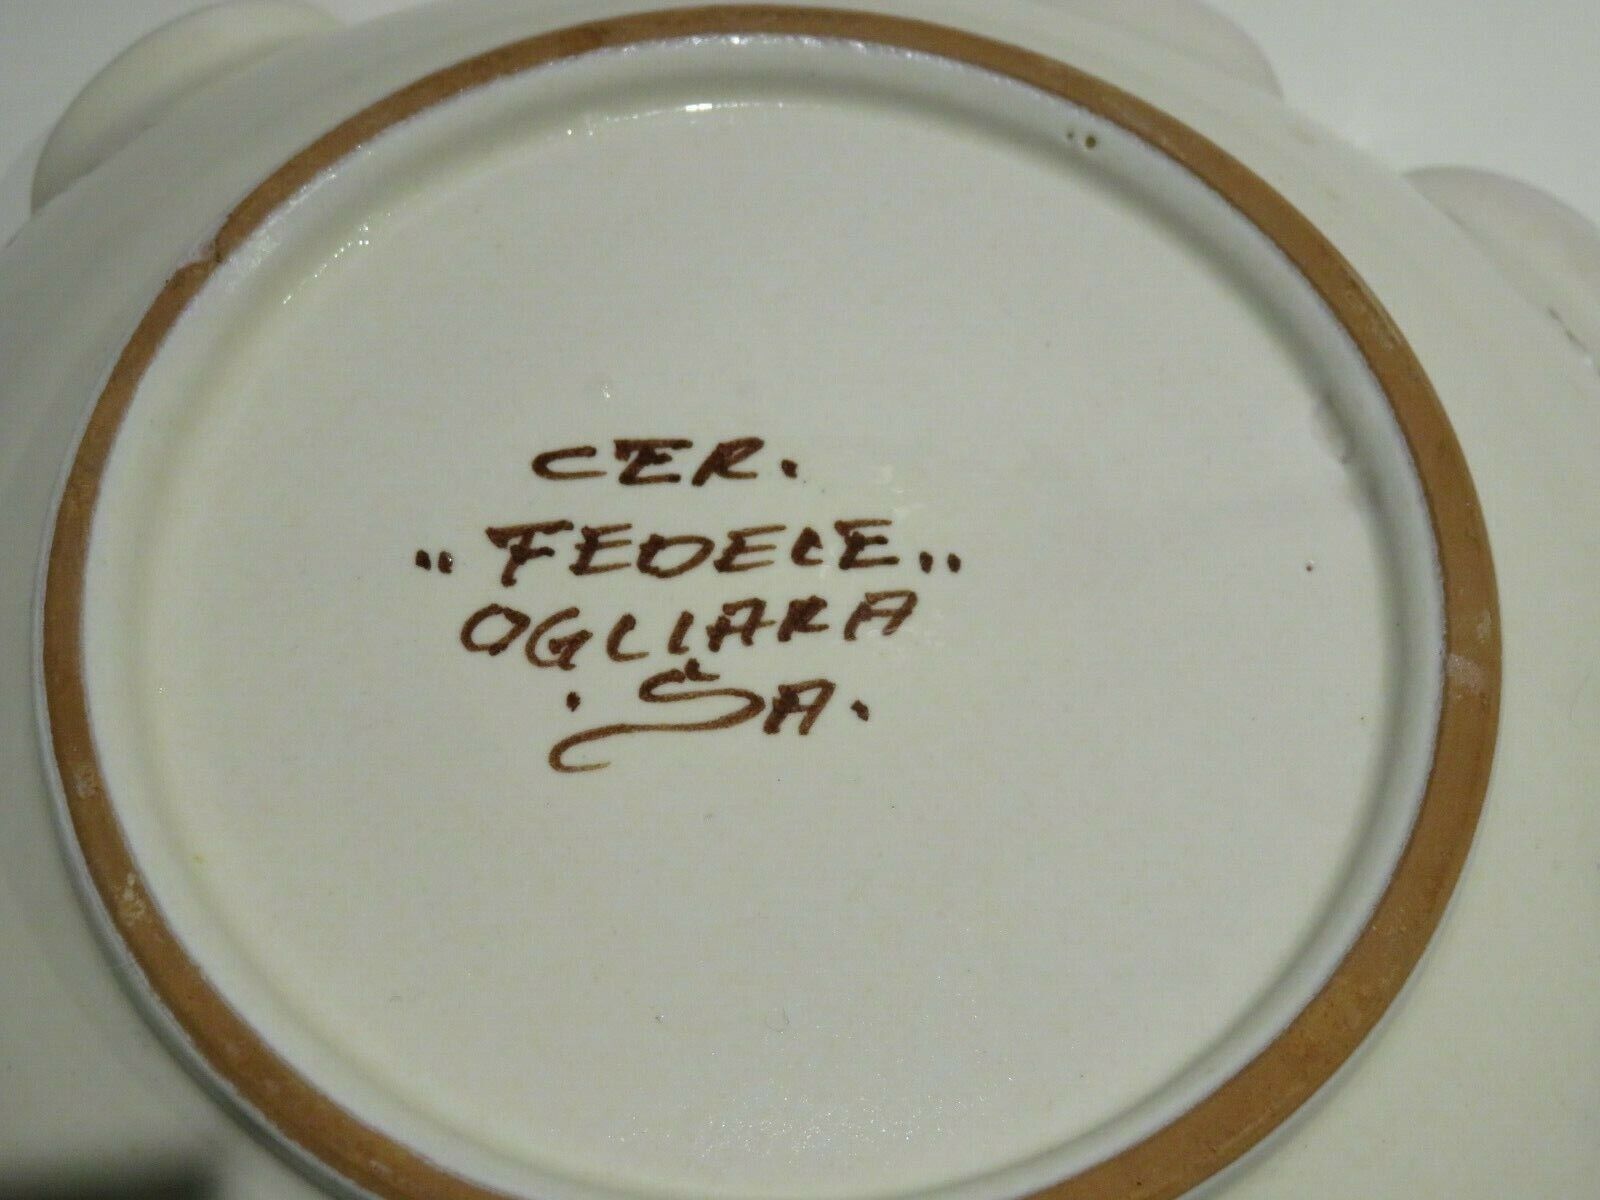 CER.
"FEDELE"
OGLIARA
. SA.